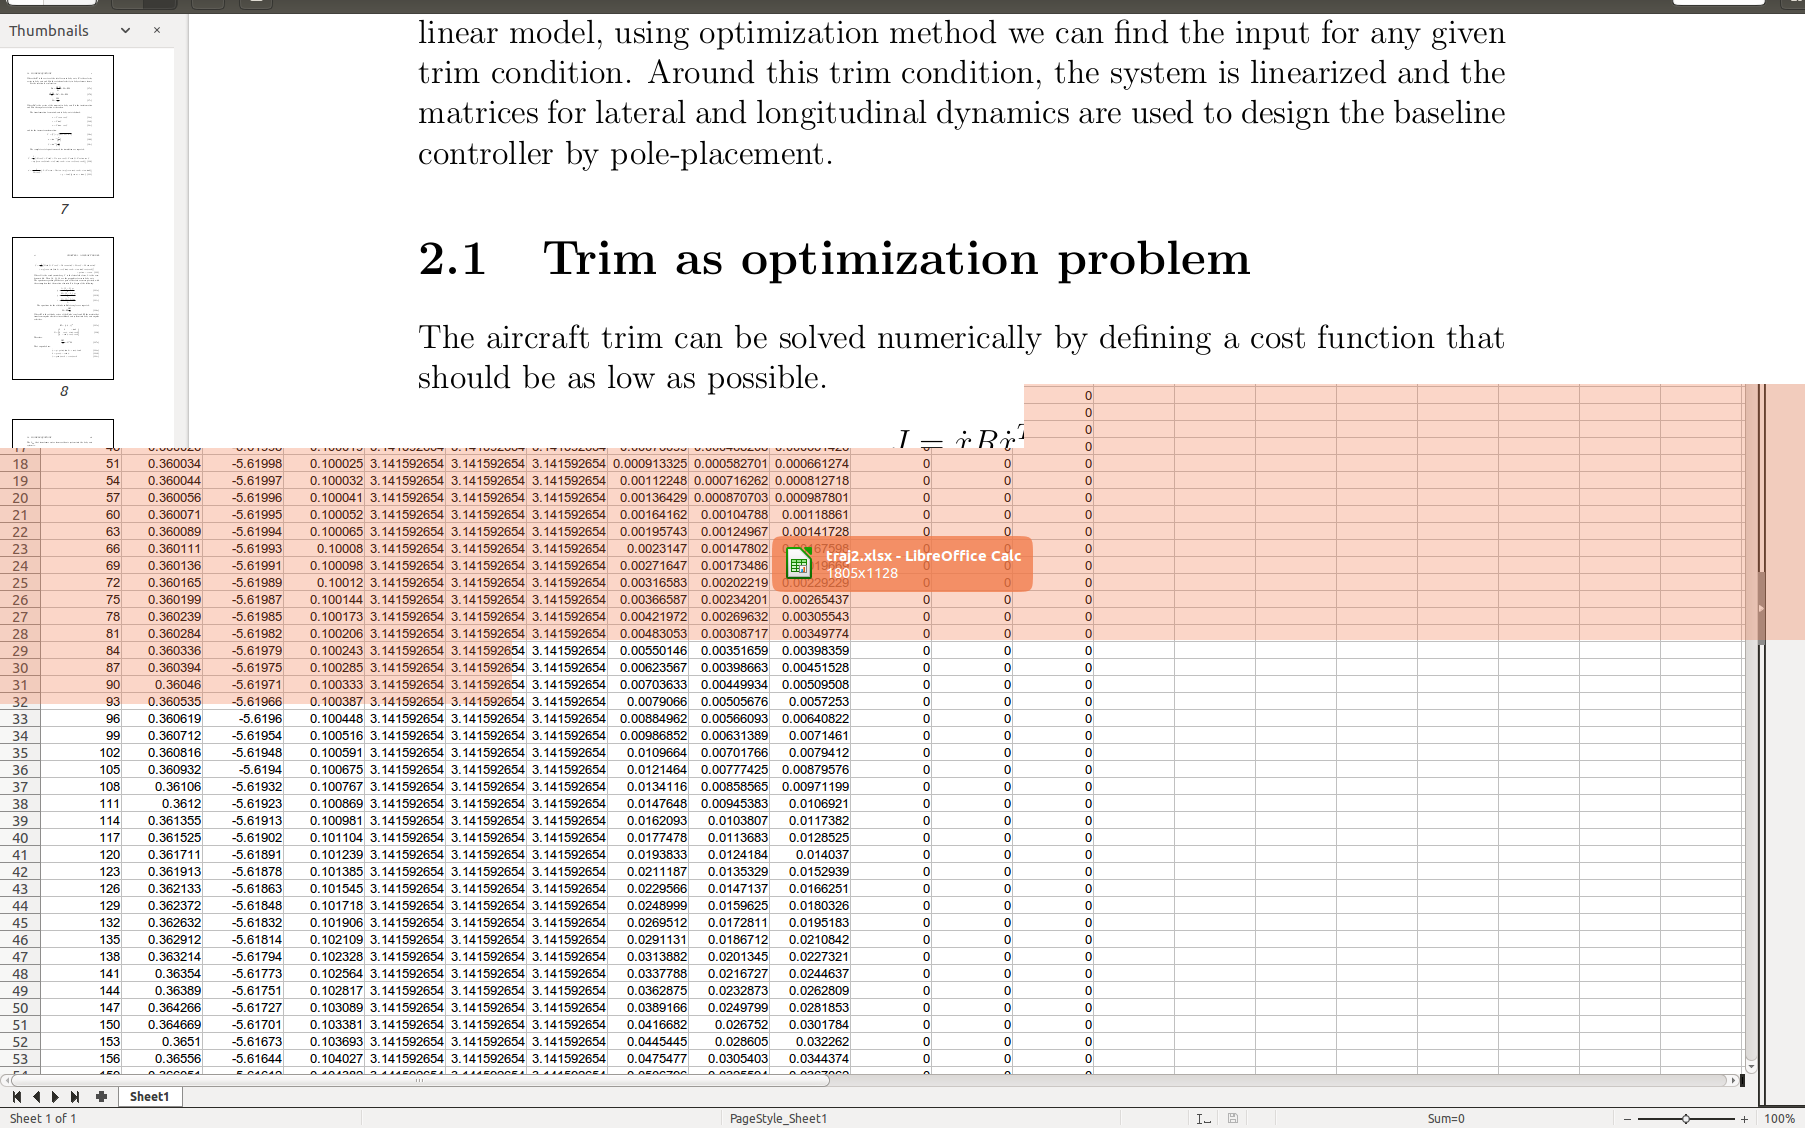 Thumbnails
7
8
linear model, using optimization method we can find the input for any given
trim condition. Around this trim condition, the system is linearized and the
matrices for lateral and longitudinal dynamics are used to design the baseline
controller by pole-placement.
2.1 Trim as optimization problem
The aircraft trim can be solved numerically by defining a cost function that
should be as low as possible.
0
0
0
18 51 0.360034 -5.61998 0.100025 3.141592654 3.141592654 3.141592654 0.000913325 0.000582701 0.000661274 0 0 0
19 54 0.360044 -5.61997 0.100032 3.141592654 3.141592654 3.141592654 0.00112248 0.000716262 0.000812718 0 0 0
20 57 0.360056 -5.61996 0.100041 3.141592654 3.141592654 3.141592654 0.00136429 0.000870703 0.000987801 0 0 0
21 60 0.360071 -5.61995 0.100052 3.141592654 3.141592654 3.141592654 0.00164162 0.00104788 0.00118861 0 0 0
22 63 0.360089 -5.61994 0.100065 3.141592654 3.141592654 3.141592654 0.00195743 0.00124967 0.00141728 0 0 0
23 66 0.360111 -5.61993 0.10008 3.141592654 3.141592654 3.141592654 0.0023147 0.00147802 0 0 0
24 69 0.360136 -5.61991 0.100098 3.141592654 3.141592654 3.141592654 0.00271647 0.00173486 0 0 0
25 72 0.360165 -5.61989 0.10012 3.141592654 3.141592654 3.141592654 0.00316583 0.00202219 0.00229229 0 0 0
traj2.xlsx - LibreOffice Calc
1805x1128
26 75 0.360199 -5.61987 0.100144 3.141592654 3.141592654 3.141592654 0.00366587 0.00234201 0.00265437 0 0 0
27 78 0.360239 -5.61985 0.100173 3.141592654 3.141592654 3.141592654 0.00421972 0.00269632 0.00305543 0 0 0
28 81 0.360284 -5.61982 0.100206 3.141592654 3.141592654 3.141592654 0.00483053 0.00308717 0.00349774 0 0 0
29 84 0.360336 -5.61979 0.100243 3.141592654 3.141592654 3.141592654 0.00550146 0.00351659 0.00398359 0 0 0
30 87 0.360394 -5.61975 0.100285 3.141592654 3.141592654 3.141592654 0.00623567 0.00398663 0.00451528 0 0 0
31 90 0.36046 -5.61971 0.100333 3.141592654 3.141592654 3.141592654 0.00703633 0.00449934 0.00509508 0 0 0
32 93 0.360535 -5.61966 0.100387 3.141592654 3.141592654 3.141592654 0.0079066 0.00505676 0.0057253 0 0 0
33 96 0.360619 -5.6196 0.100448 3.141592654 3.141592654 3.141592654 0.00884962 0.00566093 0.00640822 0 0 0
34 99 0.360712 -5.61954 0.100516 3.141592654 3.141592654 3.141592654 0.00986852 0.00631389 0.0071461 0 0 0
35 102 0.360816 -5.61948 0.100591 3.141592654 3.141592654 3.141592654 0.0109664 0.00701766 0.0079412 0 0 0
36 105 0.360932 -5.6194 0.100675 3.141592654 3.141592654 3.141592654 0.0121464 0.00777425 0.00879576 0 0 0
37 108 0.36106 -5.61932 0.100767 3.141592654 3.141592654 3.141592654 0.0134116 0.00858565 0.00971199 0 0 0
38 111 0.3612 -5.61923 0.100869 3.141592654 3.141592654 3.141592654 0.0147648 0.00945383 0.0106921 0 0 0
39 114 0.361355 -5.61913 0.100981 3.141592654 3.141592654 3.141592654 0.0162093 0.0103807 0.0117382 0 0 0
40 117 0.361525 -5.61902 0.101104 3.141592654 3.141592654 3.141592654 0.0177478 0.0113683 0.0128525 0 0 0
41 120 0.361711 -5.61891 0.101239 3.141592654 3.141592654 3.141592654 0.0193833 0.0124184 0.014037 0 0 0
42 123 0.361913 -5.61878 0.101385 3.141592654 3.141592654 3.141592654 0.0211187 0.0135329 0.0152939 0 0 0
43 126 0.362133 -5.61863 0.101545 3.141592654 3.141592654 3.141592654 0.0229566 0.0147137 0.0166251 0 0 0
44 129 0.362372 -5.61848 0.101718 3.141592654 3.141592654 3.141592654 0.0248999 0.0159625 0.0180326 0 0 0
45 132 0.362632 -5.61832 0.101906 3.141592654 3.141592654 3.141592654 0.0269512 0.0172811 0.0195183 0 0 0
46 135 0.362912 -5.61814 0.102109 3.141592654 3.141592654 3.141592654 0.0291131 0.0186712 0.0210842 0 0 0
47 138 0.363214 -5.61794 0.102328 3.141592654 3.141592654 3.141592654 0.0313882 0.0201345 0.0227321 0 0 0
48 141 0.36354 -5.61773 0.102564 3.141592654 3.141592654 3.141592654 0.0337788 0.0216727 0.0244637 0 0 0
49 144 0.36389 -5.61751 0.102817 3.141592654 3.141592654 3.141592654 0.0362875 0.0232873 0.0262809 0 0 0
50 147 0.364266 -5.61727 0.103089 3.141592654 3.141592654 3.141592654 0.0389166 0.0249799 0.0281853 0 0 0
51 150 0.364669 -5.61701 0.103381 3.141592654 3.141592654 3.141592654 0.0416682 0.026752 0.0301784 0 0 0
52 153 0.3651 -5.61673 0.103693 3.141592654 3.141592654 3.141592654 0.0445445 0.028605 0.032262 0 0 0
53 156 0.36556 -5.61644 0.104027 3.141592654 3.141592654 3.141592654 0.0475477 0.0305403 0.0344374 0 0 0
Sheet1
Sheet 1 of 1 PageStyle_Sheet1 Sum=0 100%